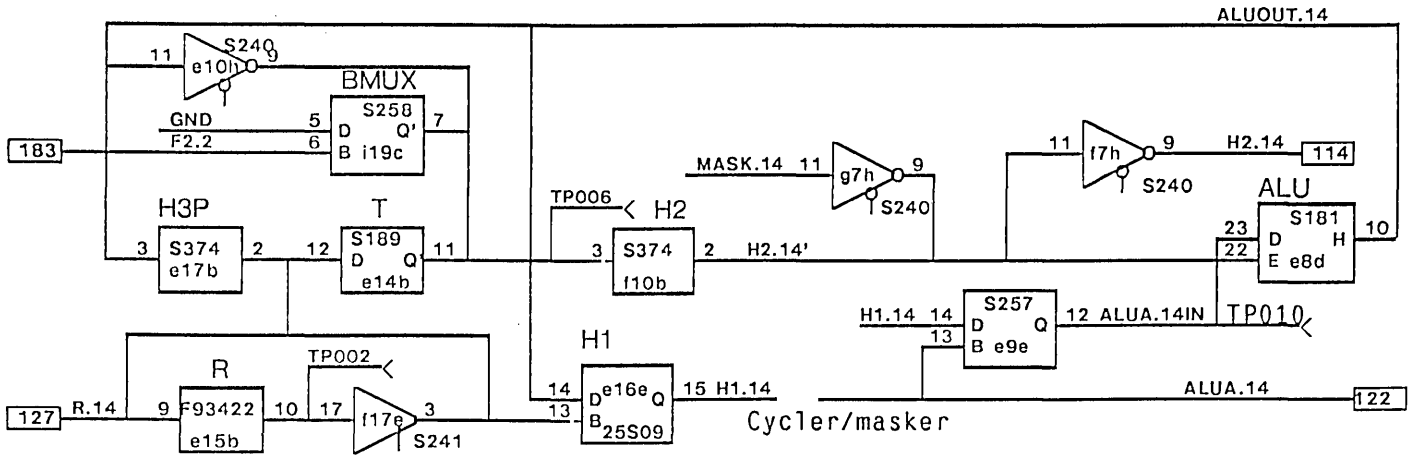 ALUOUT.14
S240
11 e10h 9
BMUX
S258
GND 5 D Q' 7
183 F2.2 6 B i19c
MASK.14 11 g7h 9
S240
11 f7h 9 H2.14 114
S240
H3P
3 S374 2
e17b
T
12 S189 11
D Q'
e14b
TP006
H2
3 S374 2 H2.14'
f10b
ALU
S181
23 D H 10
22 E e8d
S257
H1.14 14 D Q 12 ALUA.14IN TP010
13 B e9e
R
TP002
127 R.14 9 F93422 10 17 f17e 3
e15b
S241
H1
14 D e16e Q 15 H1.14
13 B 25S09
ALUA.14 122
Cycler/masker